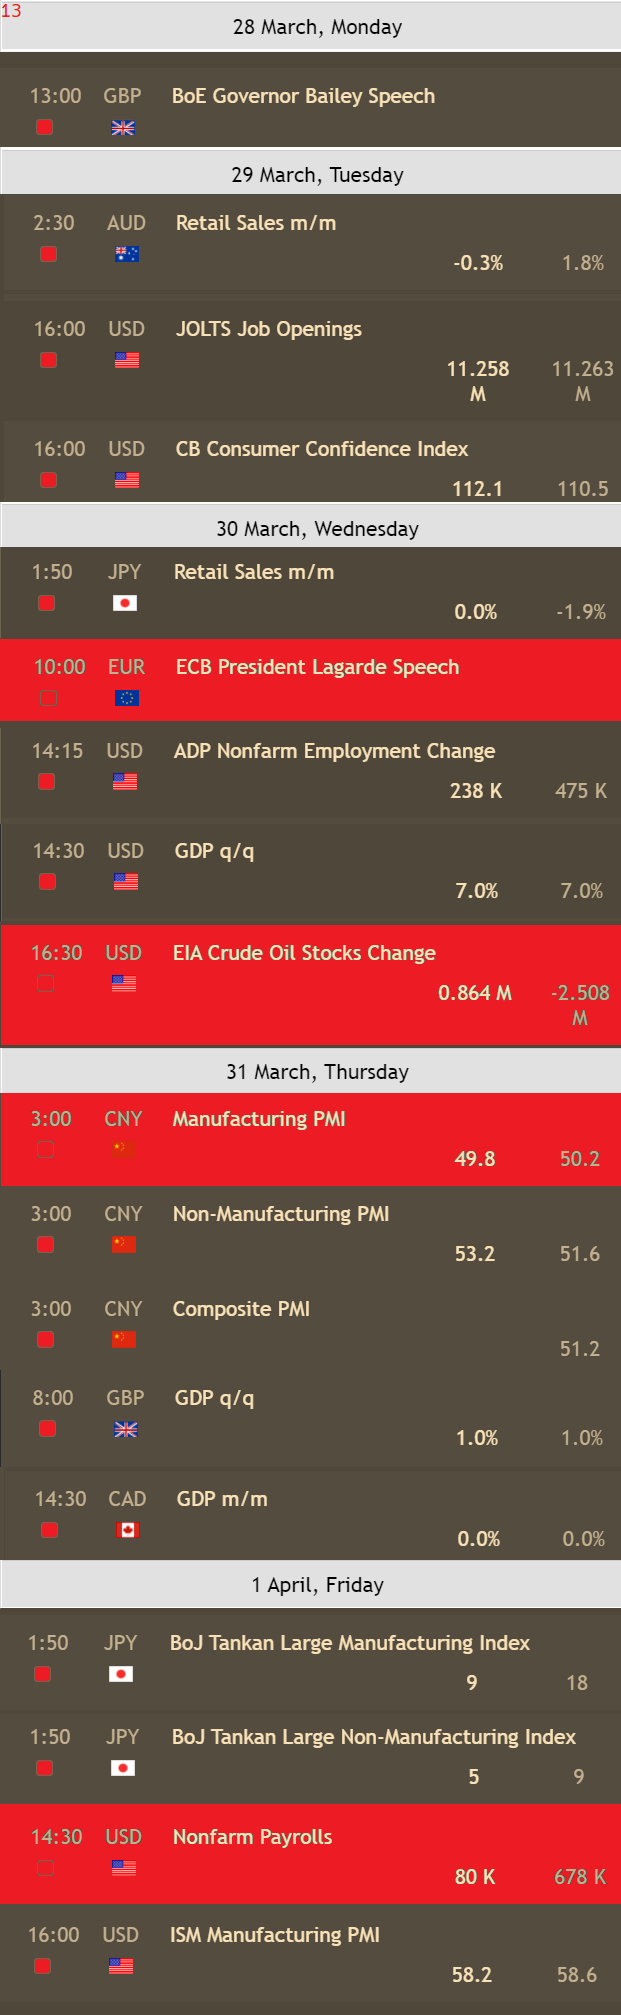 13
28 March, Monday
13:00 GBP BoE Governor Bailey Speech
29 March, Tuesday
2:30 AUD Retail Sales m/m
-0.3% 1.8%
16:00 USD JOLTS Job Openings
11.258 11.263
M M
16:00 USD CB Consumer Confidence Index
112.1 110.5
30 March, Wednesday
1:50 JPY Retail Sales m/m
0.0% -1.9%
10:00 EUR ECB President Lagarde Speech
14:15 USD ADP Nonfarm Employment Change
238 K 475 K
14:30 USD GDP q/q
7.0% 7.0%
16:30 USD EIA Crude Oil Stocks Change
0.864 M -2.508
M
31 March, Thursday
3:00 CNY Manufacturing PMI
49.8 50.2
3:00 CNY Non-Manufacturing PMI
53.2 51.6
3:00 CNY Composite PMI
51.2
8:00 GBP GDP q/q
1.0% 1.0%
14:30 CAD GDP m/m
0.0% 0.0%
1 April, Friday
1:50 JPY BoJ Tankan Large Manufacturing Index
9 18
1:50 JPY BoJ Tankan Large Non-Manufacturing Index
5 9
14:30 USD Nonfarm Payrolls
80 K 678 K
16:00 USD ISM Manufacturing PMI
58.2 58.6